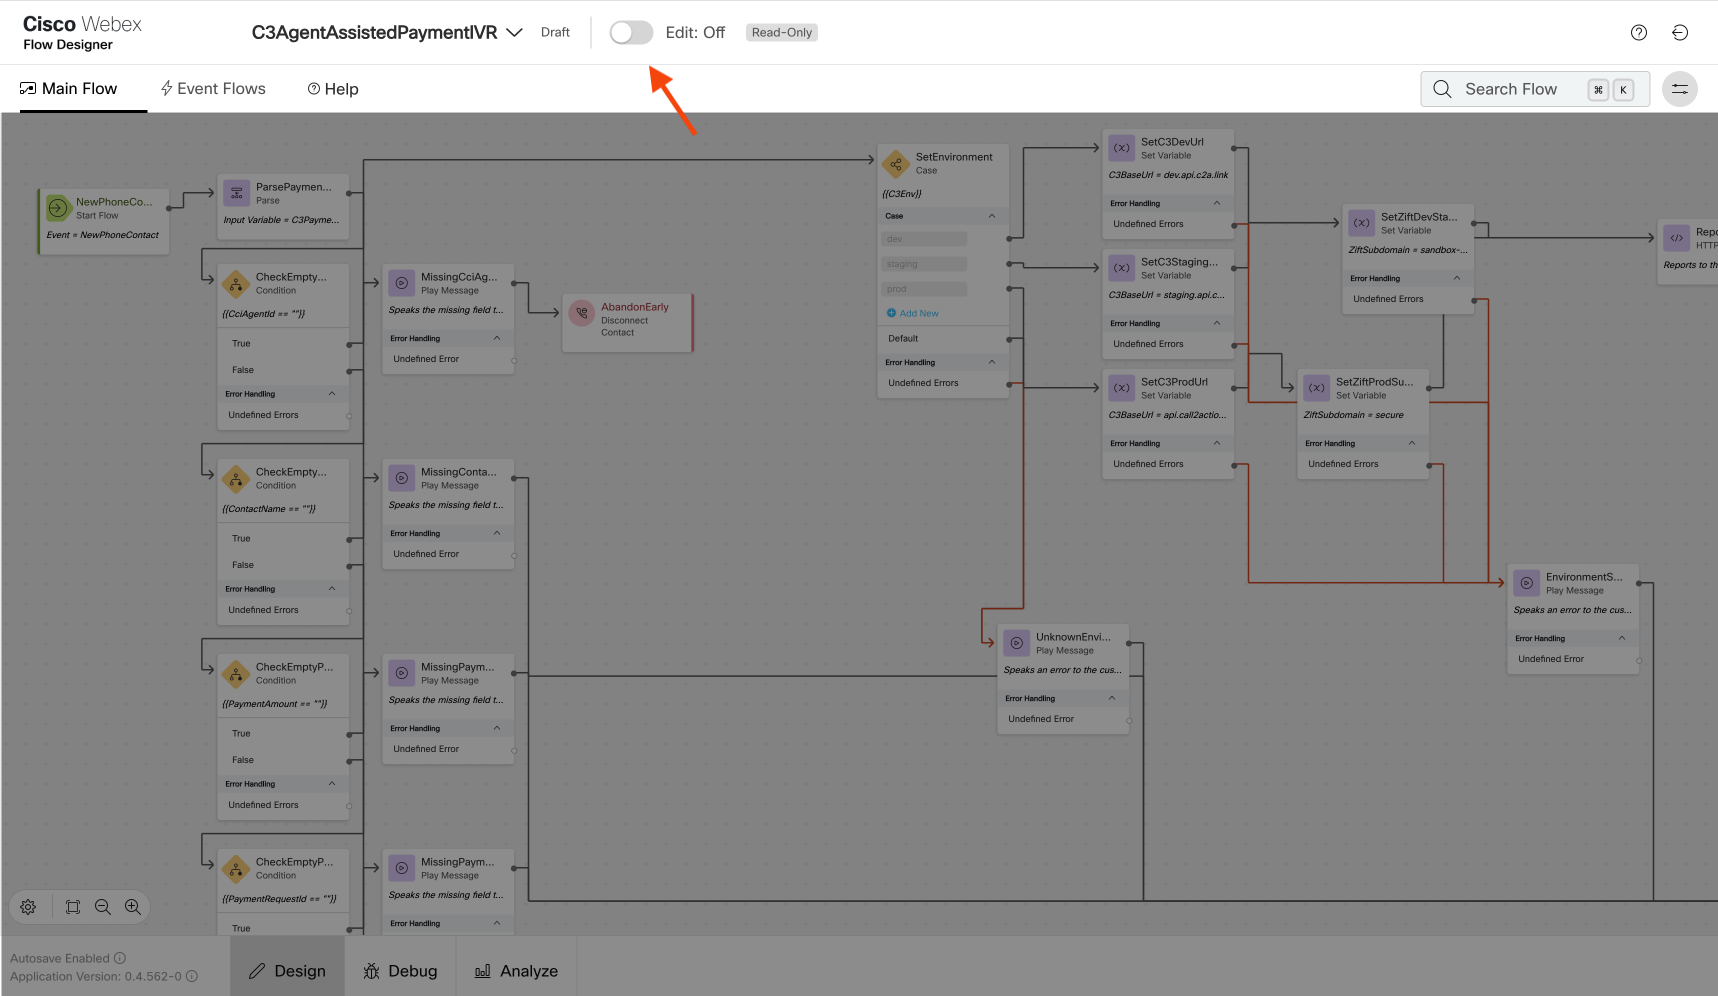 Cisco Webex
Flow Designer
C3AgentAssistedPaymentIVR
Draft
Edit: Off
Read-Only
Main Flow
Event Flows
Help
Search Flow
⌘ K
NewPhoneCo...
Start Flow
Event = NewPhoneContact
ParsePaymen...
Parse
Input Variable = C3Payme...
CheckEmpty...
Condition
{{CciAgentId == ""}}
True
False
Error Handling
Undefined Errors
MissingCciAg...
Play Message
Speaks the missing field t...
Error Handling
Undefined Error
AbandonEarly
Disconnect
Contact
CheckEmpty...
Condition
{{ContactName == ""}}
True
False
Error Handling
Undefined Errors
MissingConta...
Play Message
Speaks the missing field t...
Error Handling
Undefined Error
CheckEmptyP...
Condition
{{PaymentAmount == ""}}
True
False
Error Handling
Undefined Errors
MissingPaym...
Play Message
Speaks the missing field t...
Error Handling
Undefined Error
CheckEmptyP...
Condition
{{PaymentRequestId == ""}}
True
MissingPaym...
Play Message
Speaks the missing field t...
Error Handling
SetEnvironment
Case
{{C3Env}}
Case
dev
staging
prod
Add New
Default
Error Handling
Undefined Errors
SetC3DevUrl
Set Variable
C3BaseUrl = dev.api.c2a.link
Error Handling
Undefined Errors
SetC3Staging...
Set Variable
C3BaseUrl = staging.api.c...
Error Handling
Undefined Errors
SetC3ProdUrl
Set Variable
C3BaseUrl = api.call2actio...
Error Handling
Undefined Errors
SetZiftDevSta...
Set Variable
ZiftSubdomain = sandbox-...
Error Handling
Undefined Errors
SetZiftProdSu...
Set Variable
ZiftSubdomain = secure
Error Handling
Undefined Errors
Repo
HTTP
Reports to th
UnknownEnvi...
Play Message
Speaks an error to the cus...
Error Handling
Undefined Error
EnvironmentS...
Play Message
Speaks an error to the cus...
Error Handling
Undefined Error
Autosave Enabled
Application Version: 0.4.562-0
Design
Debug
Analyze